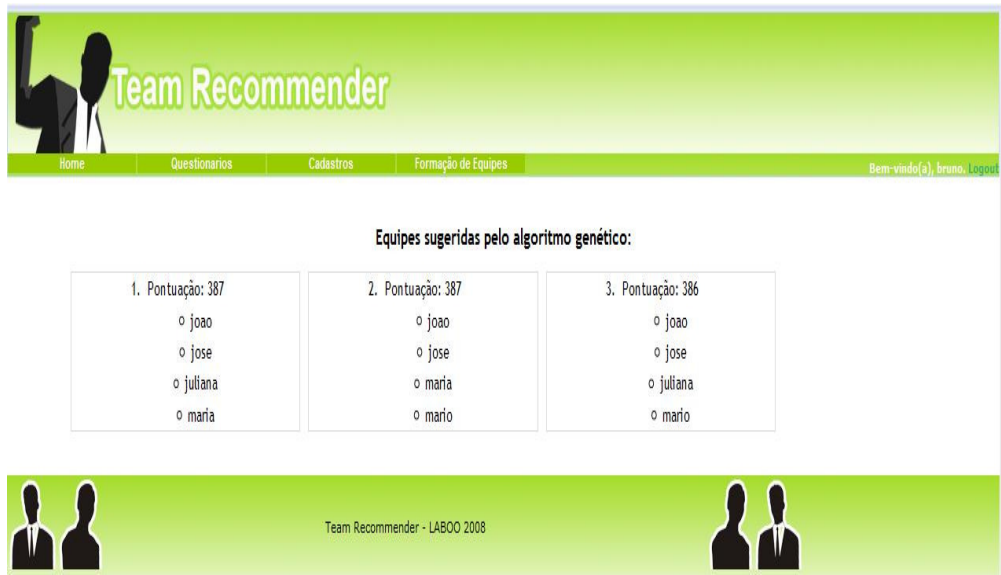 Team Recommender
Home Questionarios Cadastros Formação de Equipes Bem-vindo(a), bruno. Logout
Equipes sugeridas pelo algoritmo genético:
1. Pontuação: 387
joao
jose
juliana
maria
2. Pontuação: 387
joao
jose
maria
mario
3. Pontuação: 386
joao
jose
juliana
mario
Team Recommender - LABOO 2008